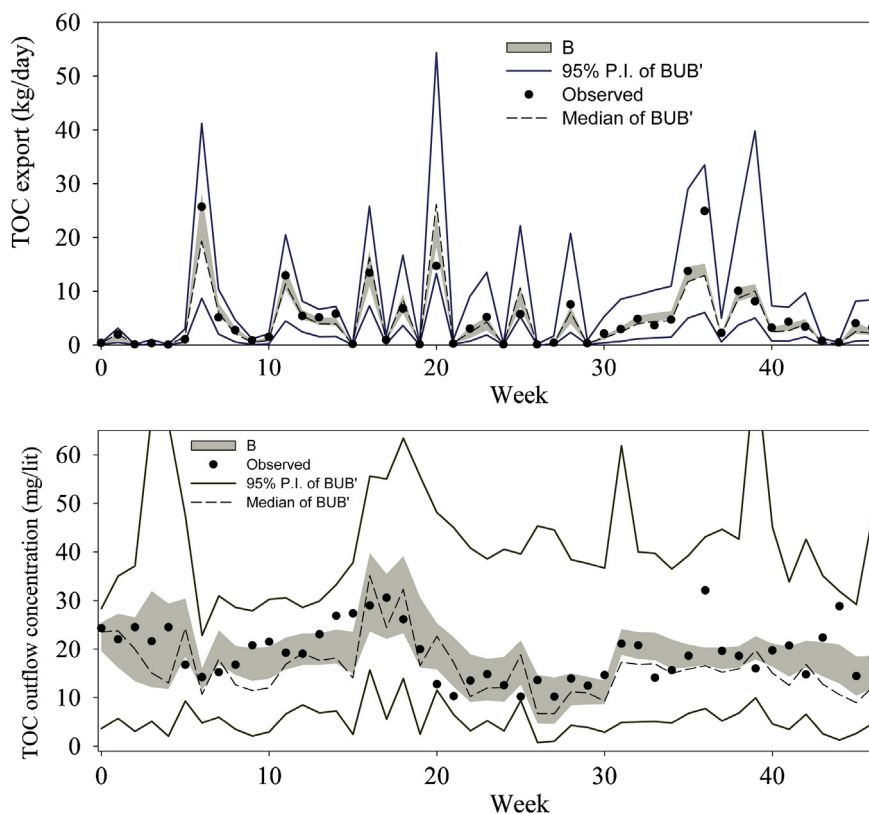 TOC export (kg/day)
60
50
40
30
20
10
0
B
95% P.I. of BUB'
Observed
Median of BUB'
0 10 20 30 40
Week
TOC outflow concentration (mg/lit)
60
50
40
30
20
10
0
B
Observed
95% P.I. of BUB'
Median of BUB'
0 10 20 30 40
Week